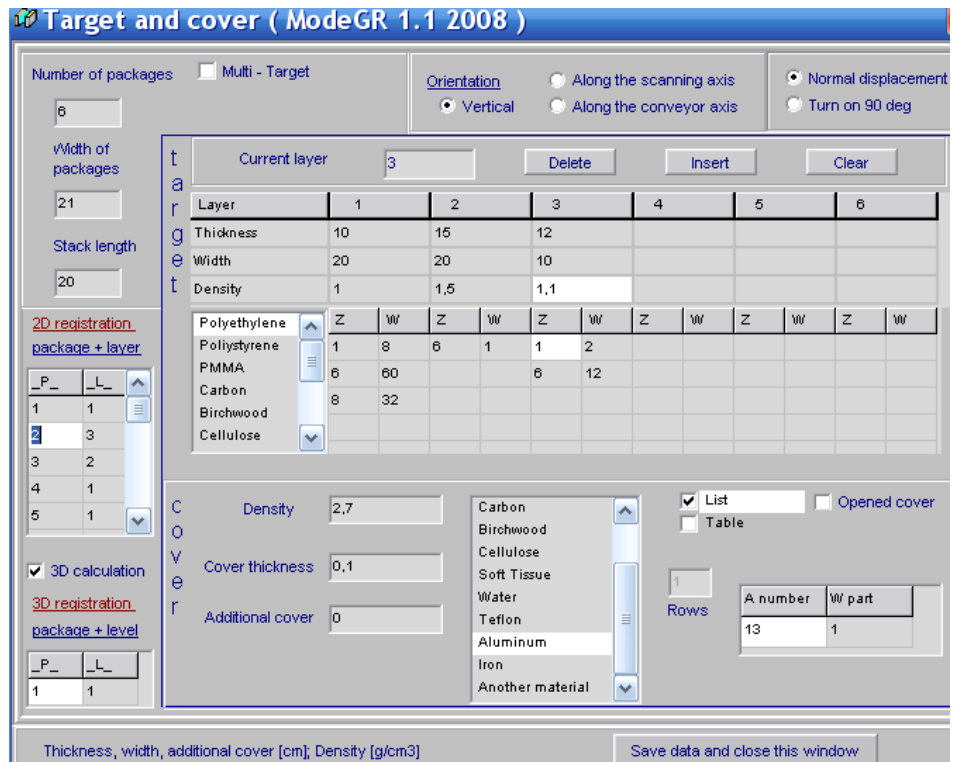 Target and cover ( ModeGR 1.1 2008 )
Number of packages
6
Multi - Target
Width of packages
21
Stack length
20
Orientation
Vertical
Along the scanning axis
Along the conveyor axis
Normal displacement
Turn on 90 deg
target
Current layer 3 Delete Insert Clear
Layer 1 2 3 4 5 6
Thickness 10 15 12
Width 20 20 10
Density 1 1,5 1,1
Polyethylene
Poliystyrene
PMMA
Carbon
Birchwood
Cellulose
Z W Z W Z W Z W Z W Z W
1 8 6 1 1 2
6 60 6 12
8 32
2D registration
package + layer
_P_ _L_
1 1
2 3
3 2
4 1
5 1
3D calculation
3D registration
package + level
_P_ _L_
1 1
cover
Density 2,7
Cover thickness 0,1
Additional cover 0
Carbon
Birchwood
Cellulose
Soft Tissue
Water
Teflon
Aluminum
Iron
Another material
List
Table
Opened cover
1
Rows
A number W part
13 1
Thickness, width, additional cover [cm]; Density [g/cm3]
Save data and close this window